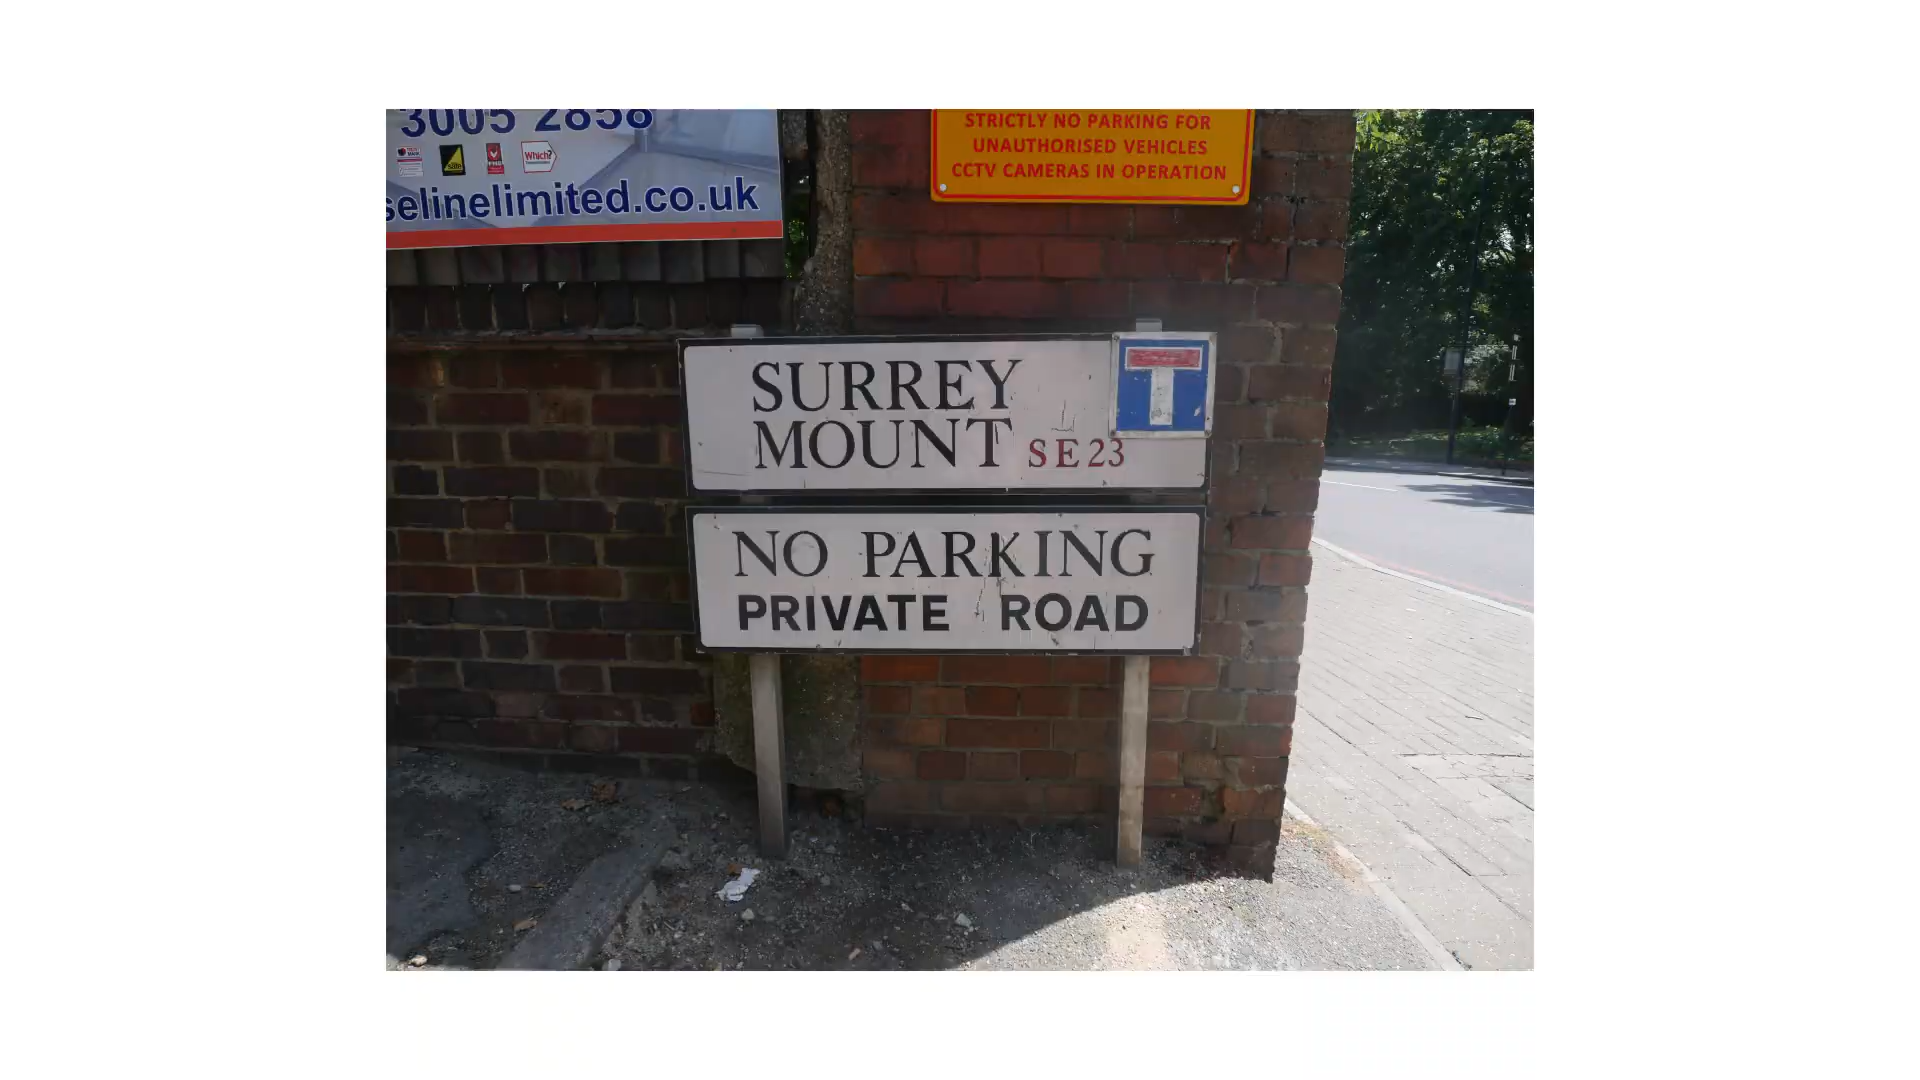 3005 2858
Which?
selinelimited.co.uk
STRICTLY NO PARKING FOR
UNAUTHORISED VEHICLES
CCTV CAMERAS IN OPERATION
SURREY
MOUNT SE23
NO PARKING
PRIVATE ROAD